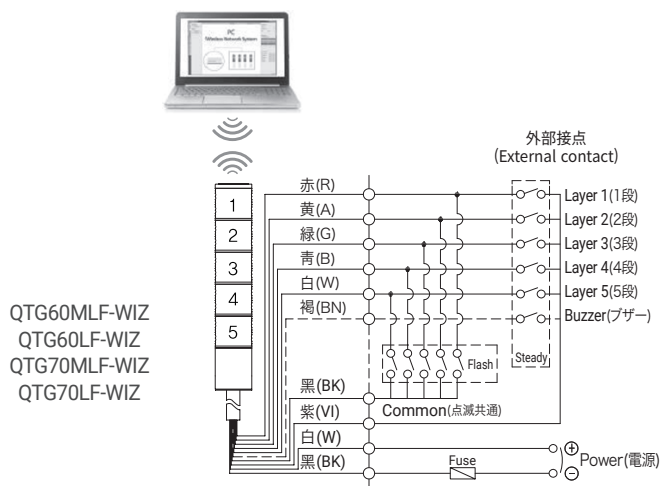 PC
Wireless Network System
外部接点
(External contact)
赤(R)
黄(A)
緑(G)
靑(B)
白(W)
褐(BN)
Layer 1(1段)
Layer 2(2段)
Layer 3(3段)
Layer 4(4段)
Layer 5(5段)
Buzzer(ブザー)
1
2
3
4
5
QTG60MLF-WIZ
QTG60LF-WIZ
QTG70MLF-WIZ
QTG70LF-WIZ
Flash
Steady
黑(BK)
紫(VI)
Common(点滅共通)
白(W)
黑(BK)
Fuse
Power(電源)